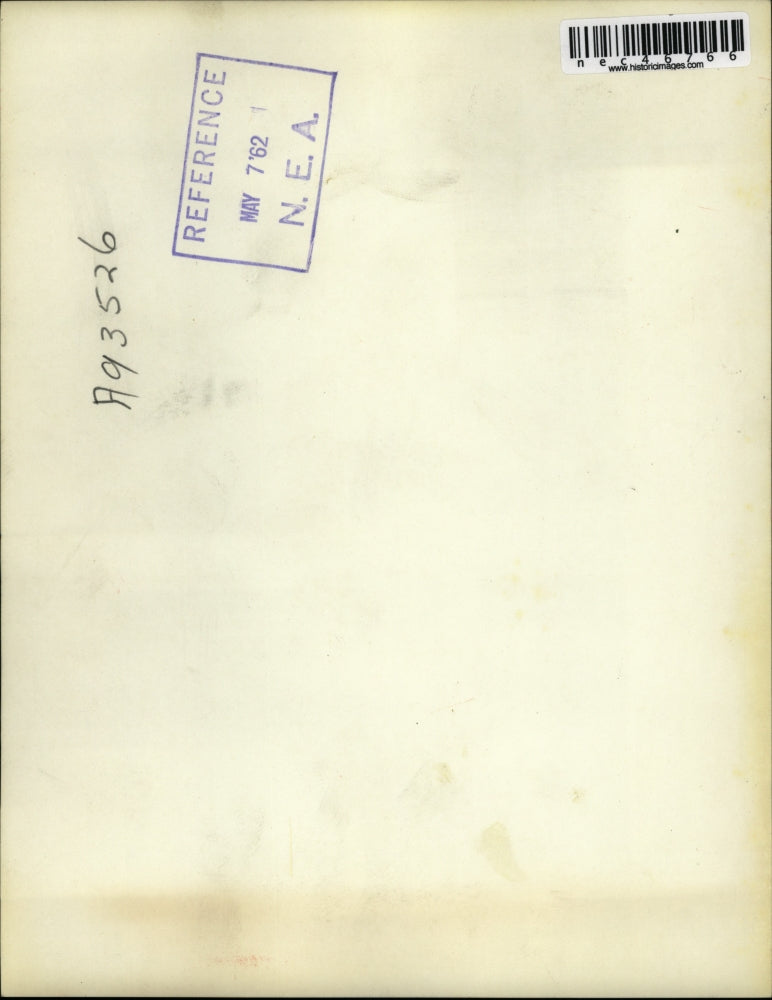 nec46766
www.historicimages.com
REFERENCE
MAY 7 '62
N. E. A.
A93526